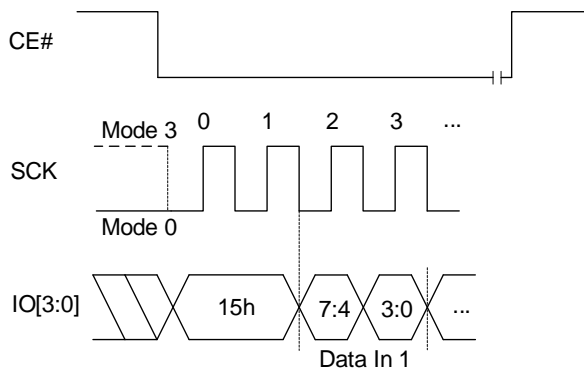 CE#
0 1 2 3 ...
Mode 3
SCK
Mode 0
IO[3:0] 15h 7:4 3:0 ...
Data In 1